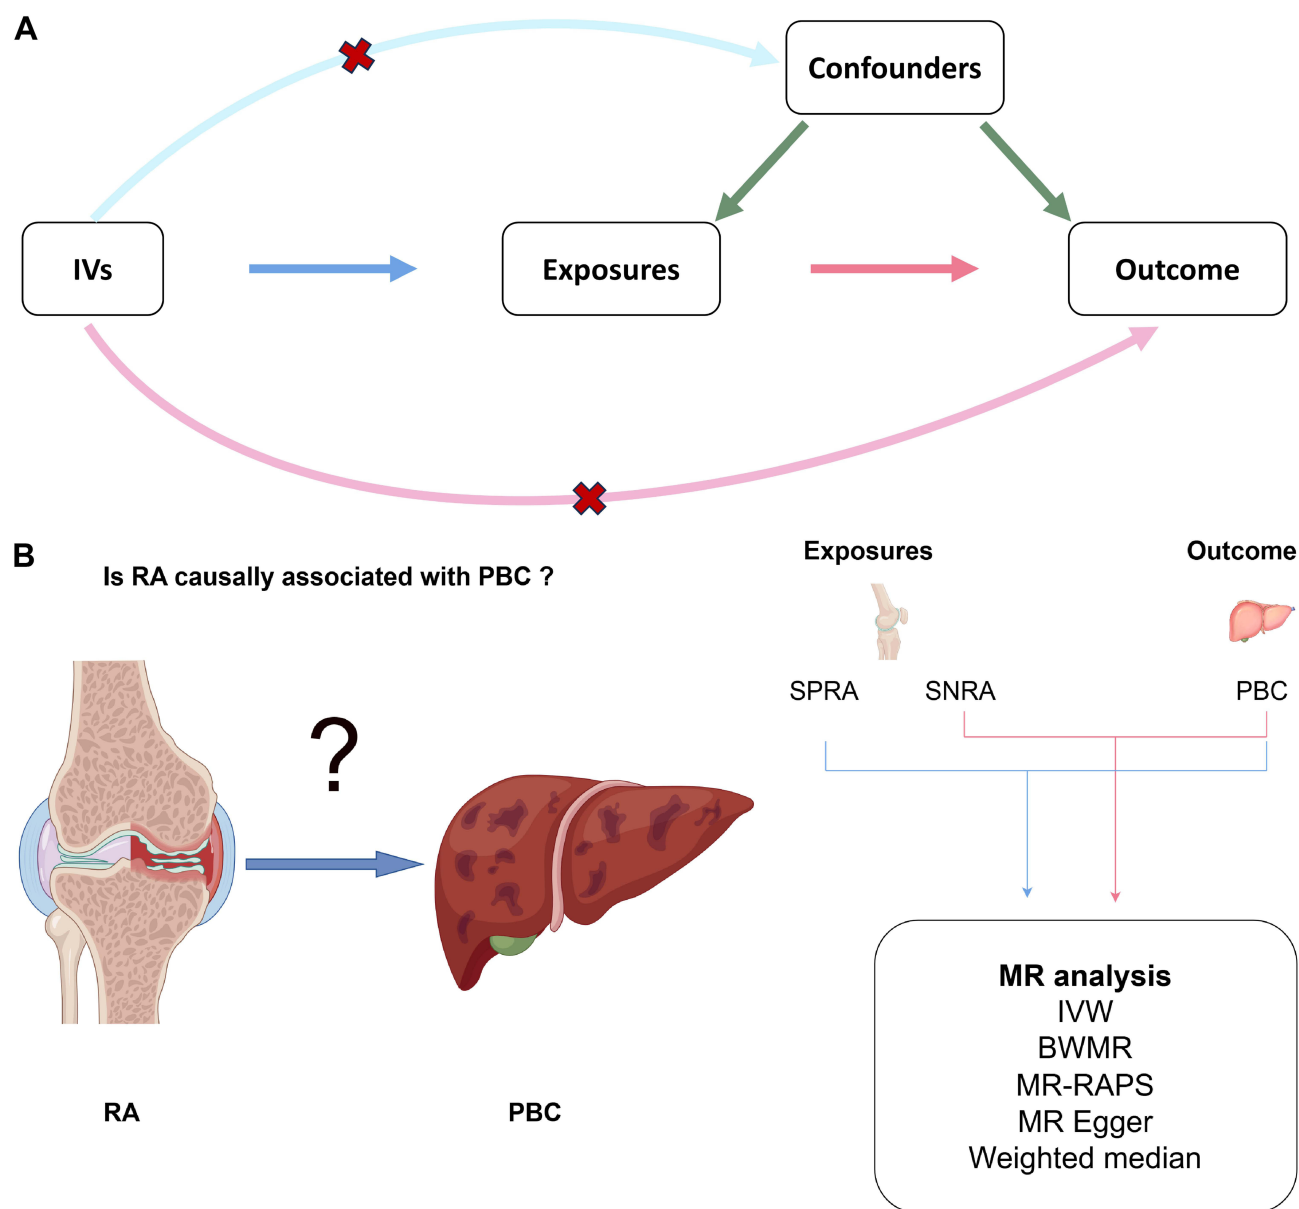 A
Confounders
IVs
Exposures
Outcome
B
Is RA causally associated with PBC ?
?
RA
PBC
Exposures
Outcome
SPRA
SNRA
PBC
MR analysis
IVW
BWMR
MR-RAPS
MR Egger
Weighted median